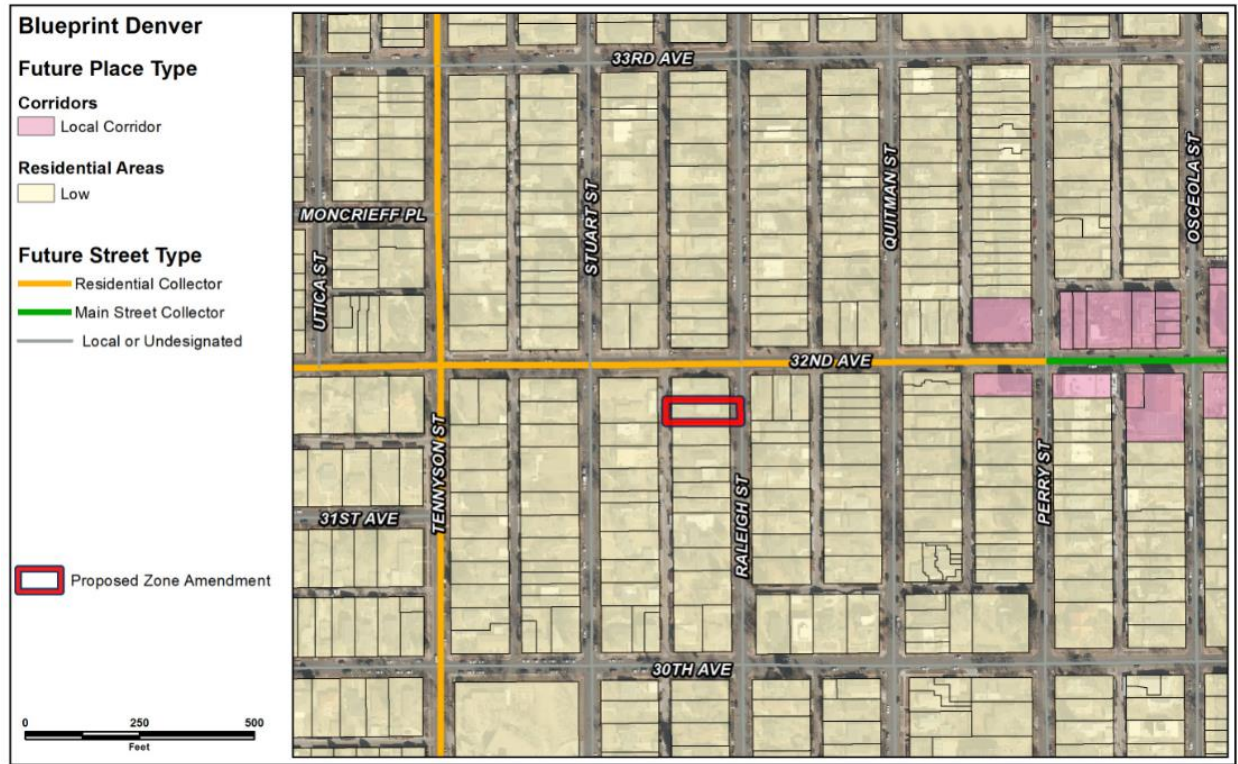 Blueprint Denver
Future Place Type
Corridors
Local Corridor
Residential Areas
Low
Future Street Type
Residential Collector
Main Street Collector
Local or Undesignated
Proposed Zone Amendment
0 250 500
Feet
33RD AVE
MONCRIEFF PL
UTICA ST
STUART ST
QUITMAN ST
OSCEOLA ST
32ND AVE
TENNYSON ST
31ST AVE
RALEIGH ST
PERRY ST
30TH AVE